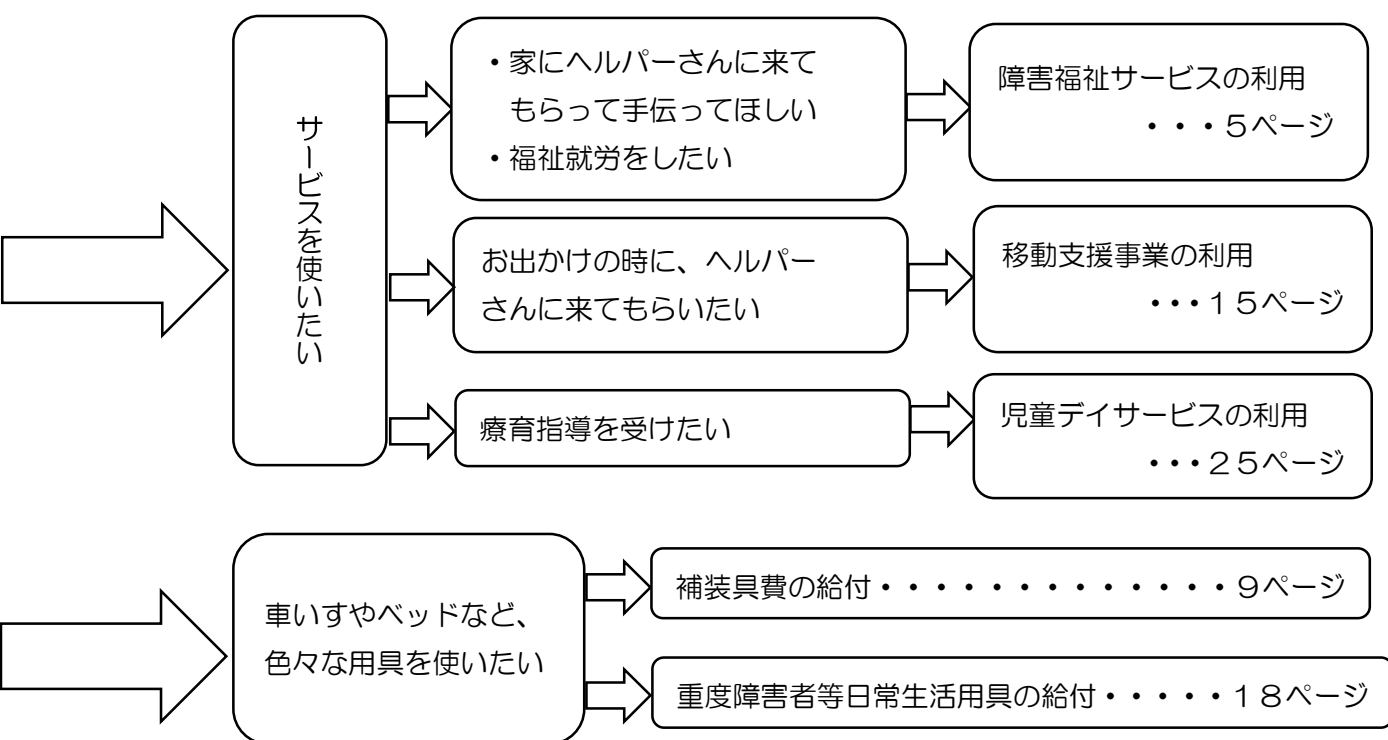 サービスを使いたい
・家にヘルパーさんに来て
もらって手伝ってほしい
・福祉就労をしたい
障害福祉サービスの利用
・・・５ページ
お出かけの時に、ヘルパー
さんに来てもらいたい
移動支援事業の利用
・・・１５ページ
療育指導を受けたい
児童デイサービスの利用
・・・２５ページ
車いすやベッドなど、
色々な用具を使いたい
補装具費の給付・・・・・・・・・・・・・９ページ
重度障害者等日常生活用具の給付・・・・・１８ページ